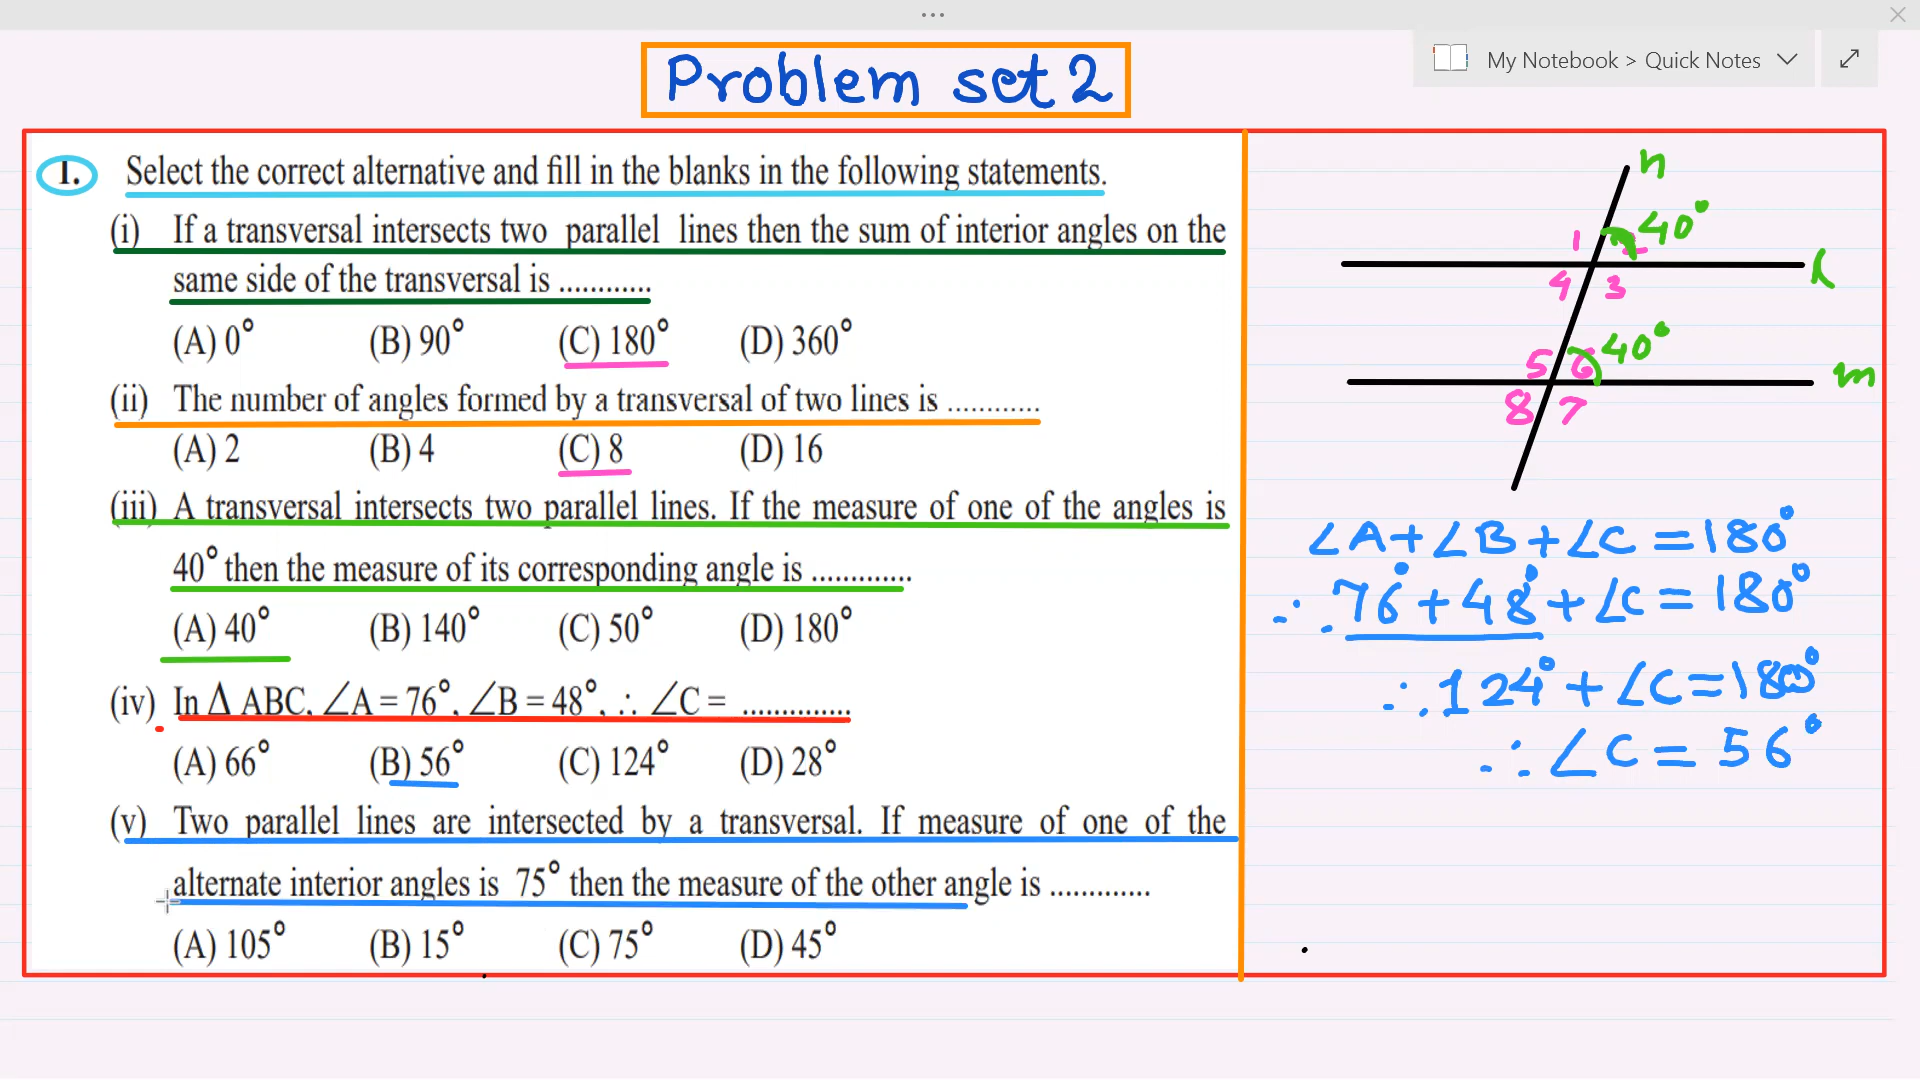 ...
My Notebook > Quick Notes
Problem set 2
1. Select the correct alternative and fill in the blanks in the following statements.
(i) If a transversal intersects two parallel lines then the sum of interior angles on the
same side of the transversal is ............
(A) 0° (B) 90° (C) 180° (D) 360°
(ii) The number of angles formed by a transversal of two lines is ............
(A) 2 (B) 4 (C) 8 (D) 16
(iii) A transversal intersects two parallel lines. If the measure of one of the angles is
40° then the measure of its corresponding angle is .............
(A) 40° (B) 140° (C) 50° (D) 180°
(iv) In Δ ABC, ∠A = 76°, ∠B = 48°, ∴ ∠C = ..............
(A) 66° (B) 56° (C) 124° (D) 28°
(v) Two parallel lines are intersected by a transversal. If measure of one of the
alternate interior angles is 75° then the measure of the other angle is .............
(A) 105° (B) 15° (C) 75° (D) 45°
n
1 2 40°
l
4 3
5 6 40°
m
8 7
∠A+∠B+∠C=180°
∴ 76°+48°+∠C=180°
∴ 124°+∠C=180°
∴ ∠C=56°